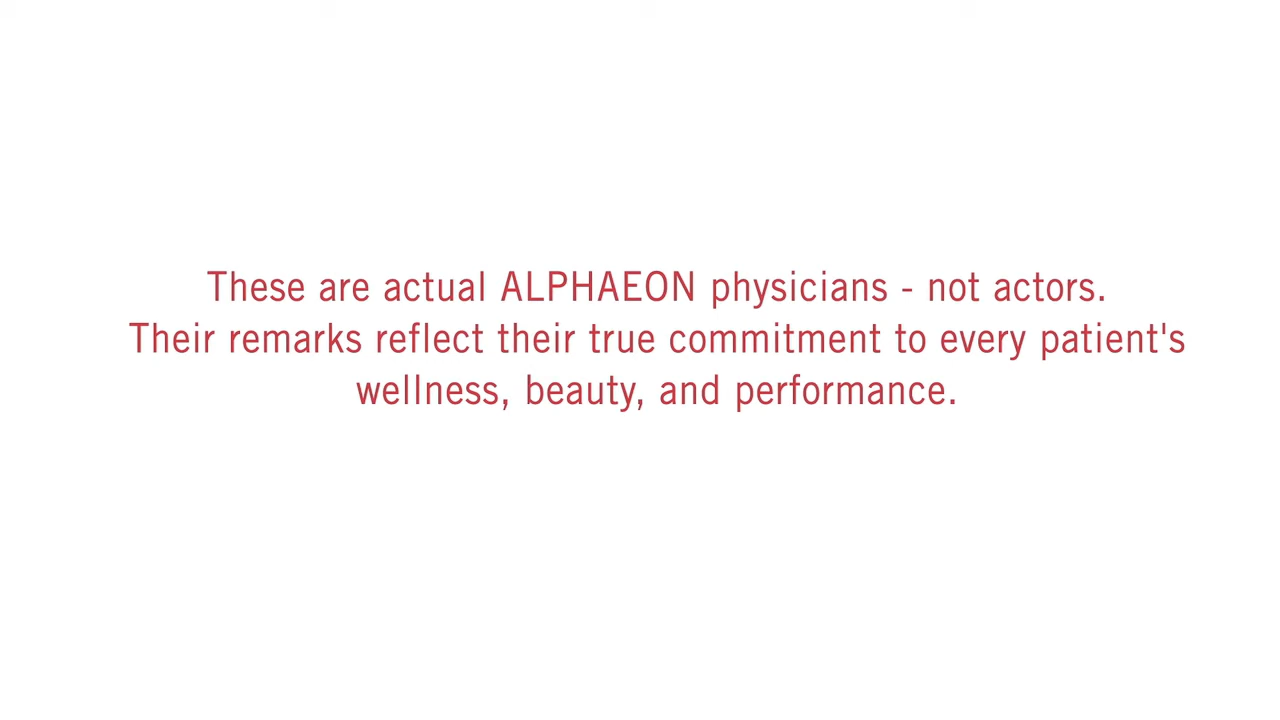 These are actual ALPHAEON physicians - not actors.
Their remarks reflect their true commitment to every patient's
wellness, beauty, and performance.